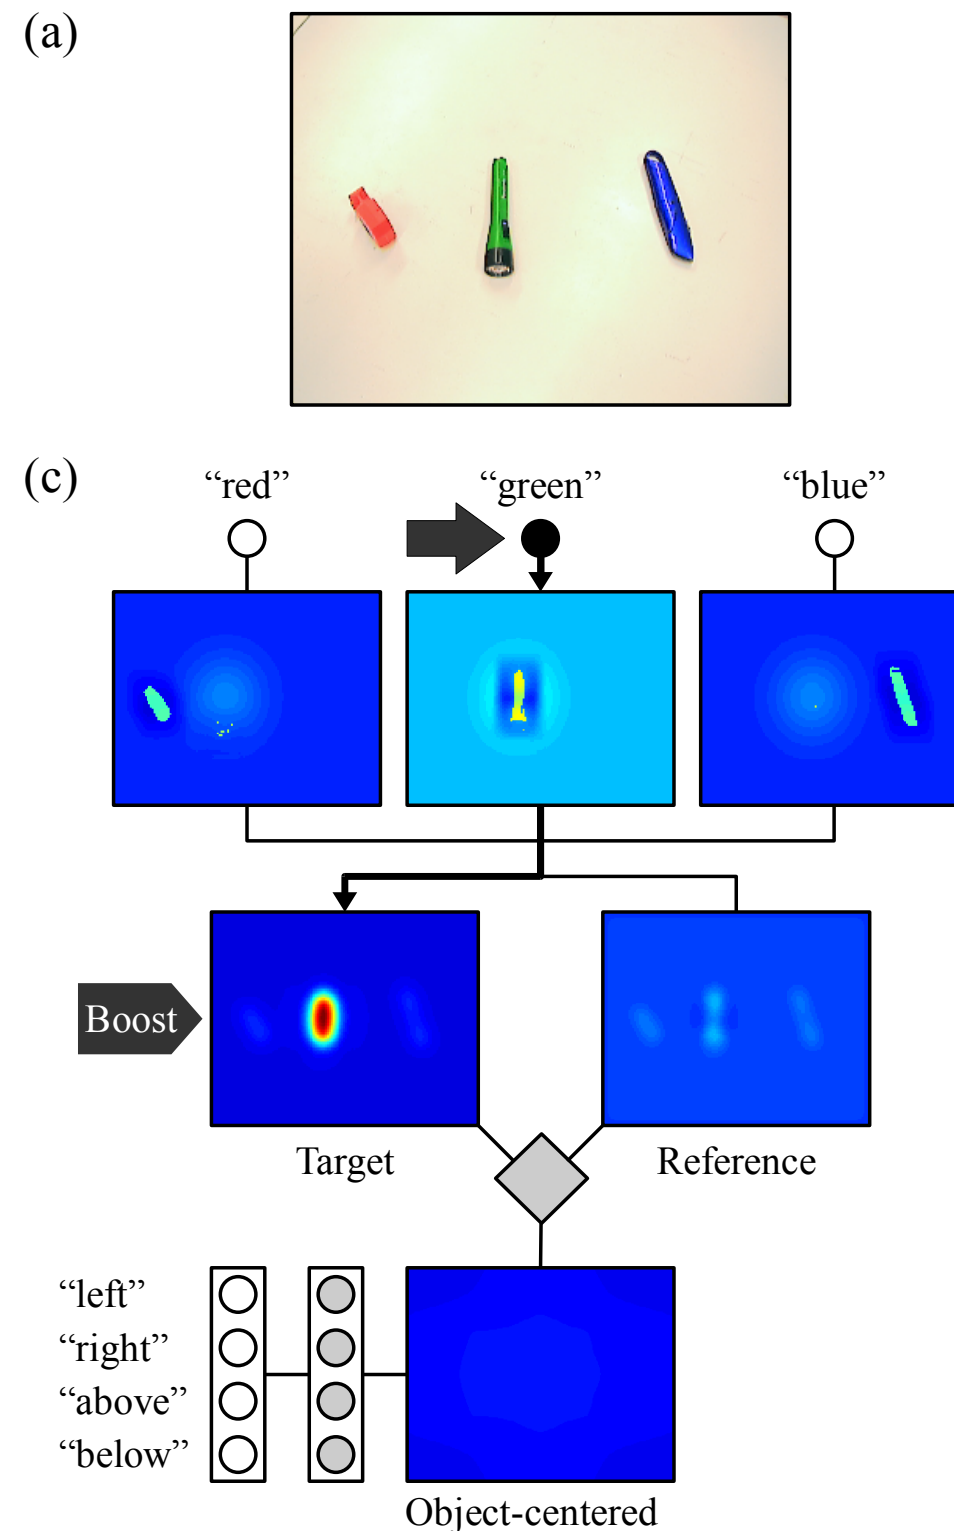 (a)
(c)
“red” “green” “blue”
Boost
Target Reference
“left”
“right”
“above”
“below”
Object-centered